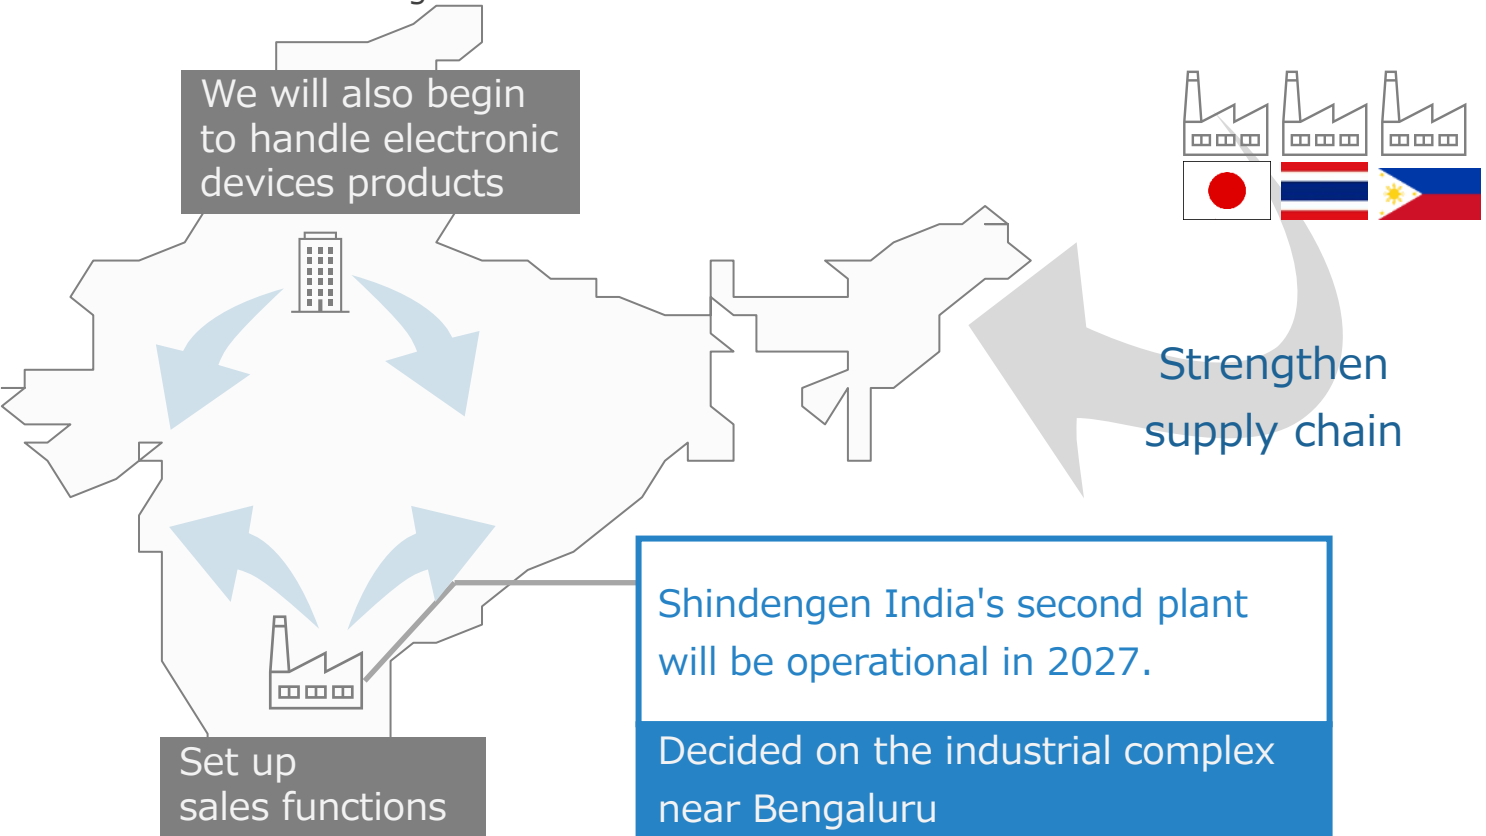 We will also begin
to handle electronic
devices products
Strengthen
supply chain
Shindengen India's second plant
will be operational in 2027.
Decided on the industrial complex
near Bengaluru
Set up
sales functions